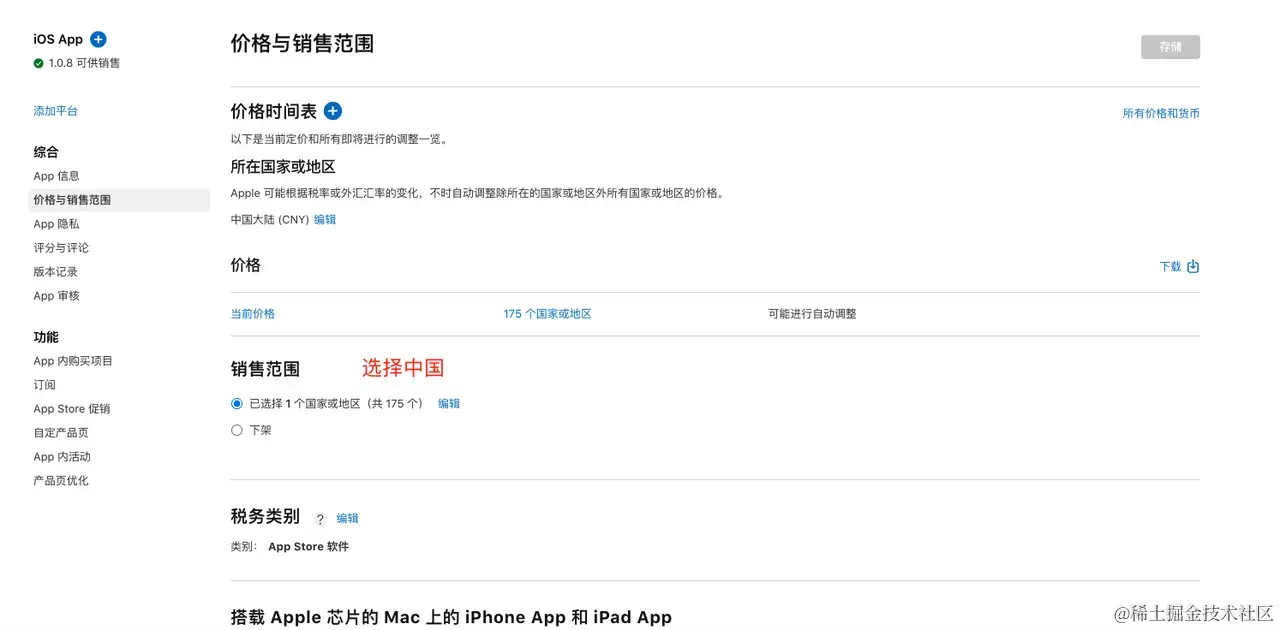 iOS App
1.0.8 可供销售
添加平台
综合
App 信息
价格与销售范围
App 隐私
评分与评论
版本记录
App 审核
功能
App 内购买项目
订阅
App Store 促销
自定产品页
App 内活动
产品页优化
价格与销售范围
存储
价格时间表
所有价格和货币
以下是当前定价和所有即将进行的调整一览。
所在国家或地区
Apple 可能根据税率或外汇汇率的变化，不时自动调整除所在的国家或地区外所有国家或地区的价格。
中国大陆 (CNY) 编辑
价格
下载
当前价格 175 个国家或地区 可能进行自动调整
销售范围 选择中国
已选择 1 个国家或地区（共 175 个） 编辑
下架
税务类别 ? 编辑
类别： App Store 软件
搭载 Apple 芯片的 Mac 上的 iPhone App 和 iPad App
@稀土掘金技术社区